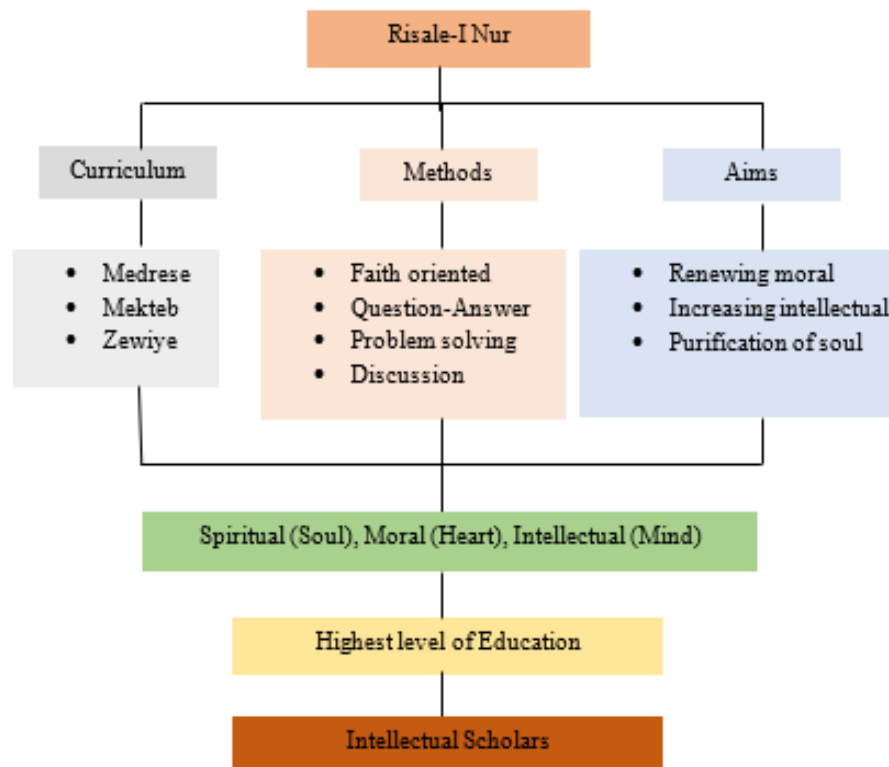 Risale-I Nur
Curriculum
Methods
Aims
• Medrese
• Mekteb
• Zewiye
• Faith oriented
• Question-Answer
• Problem solving
• Discussion
• Renewing moral
• Increasing intellectual
• Purification of soul
Spiritual (Soul), Moral (Heart), Intellectual (Mind)
Highest level of Education
Intellectual Scholars